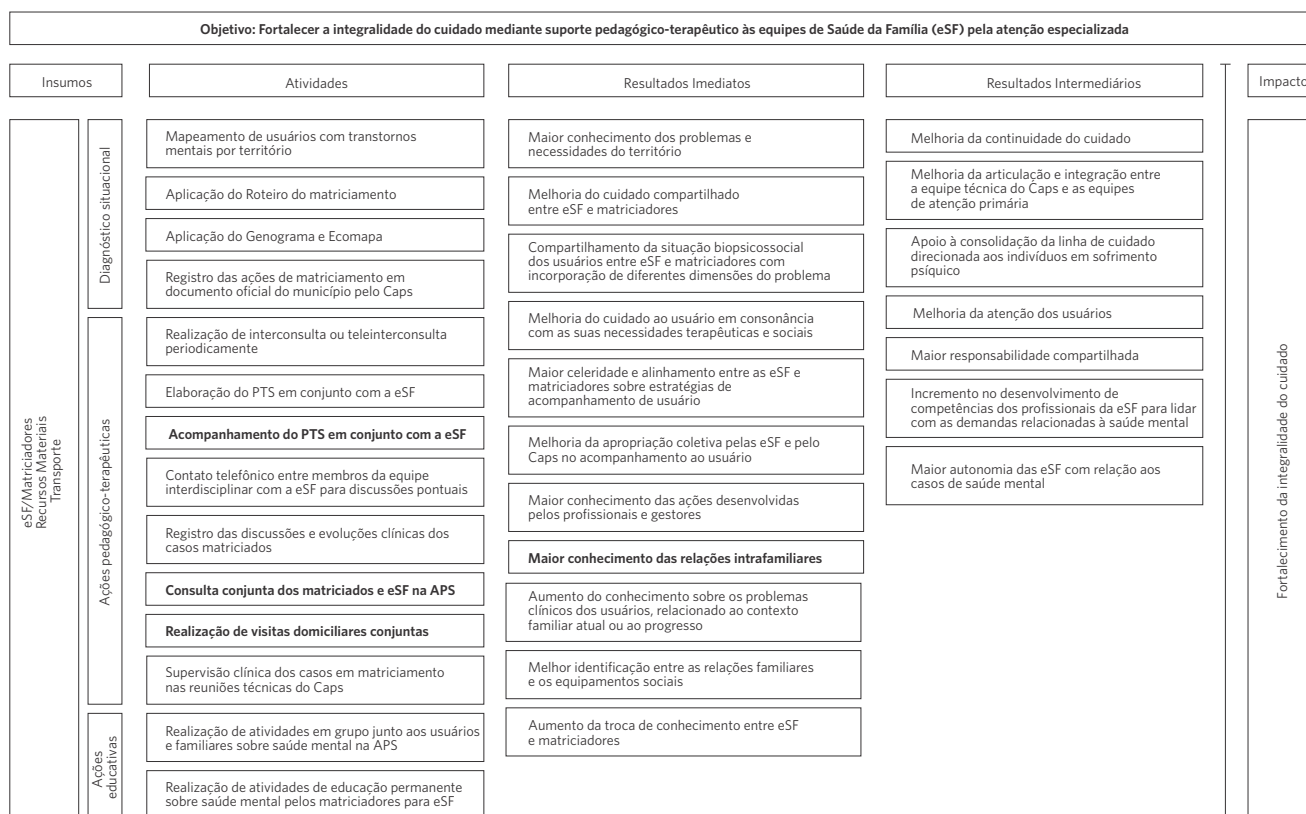 Objetivo: Fortalecer a integralidade do cuidado mediante suporte pedagógico-terapêutico às equipes de Saúde da Família (eSF) pela atenção especializada
Insumos
Atividades
Resultados Imediatos
Resultados Intermediários
Impacto
eSF/Matriciadores
Recursos Materiais
Transporte
Diagnóstico situacional
Mapeamento de usuários com transtornos
mentais por território
Aplicação do Roteiro do matriciamento
Aplicação do Genograma e Ecomapa
Registro das ações de matriciamento em
documento oficial do município pelo Caps
Ações pedagógico-terapêuticas
Realização de interconsulta ou teleinterconsulta
periodicamente
Elaboração do PTS em conjunto com a eSF
Acompanhamento do PTS em conjunto com a eSF
Contato telefônico entre membros da equipe
interdisciplinar com a eSF para discussões pontuais
Registro das discussões e evoluções clínicas dos
casos matriciados
Consulta conjunta dos matriciados e eSF na APS
Realização de visitas domiciliares conjuntas
Supervisão clínica dos casos em matriciamento
nas reuniões técnicas do Caps
Ações
educativas
Realização de atividades em grupo junto aos usuários
e familiares sobre saúde mental na APS
Realização de atividades de educação permanente
sobre saúde mental pelos matriciadores para eSF
Maior conhecimento dos problemas e
necessidades do território
Melhoria do cuidado compartilhado
entre eSF e matriciadores
Compartilhamento da situação biopsicossocial
dos usuários entre eSF e matriciadores com
incorporação de diferentes dimensões do problema
Melhoria do cuidado ao usuário em consonância
com as suas necessidades terapêuticas e sociais
Maior celeridade e alinhamento entre as eSF e
matriciadores sobre estratégias de
acompanhamento de usuário
Melhoria da apropriação coletiva pelas eSF e pelo
Caps no acompanhamento ao usuário
Maior conhecimento das ações desenvolvidas
pelos profissionais e gestores
Maior conhecimento das relações intrafamiliares
Aumento do conhecimento sobre os problemas
clínicos dos usuários, relacionado ao contexto
familiar atual ou ao progresso
Melhor identificação entre as relações familiares
e os equipamentos sociais
Aumento da troca de conhecimento entre eSF
e matriciadores
Melhoria da continuidade do cuidado
Melhoria da articulação e integração entre
a equipe técnica do Caps e as equipes
de atenção primária
Apoio à consolidação da linha de cuidado
direcionada aos indivíduos em sofrimento
psíquico
Melhoria da atenção dos usuários
Maior responsabilidade compartilhada
Incremento no desenvolvimento de
competências dos profissionais da eSF para lidar
com as demandas relacionadas à saúde mental
Maior autonomia das eSF com relação aos
casos de saúde mental
Fortalecimento da integralidade do cuidado